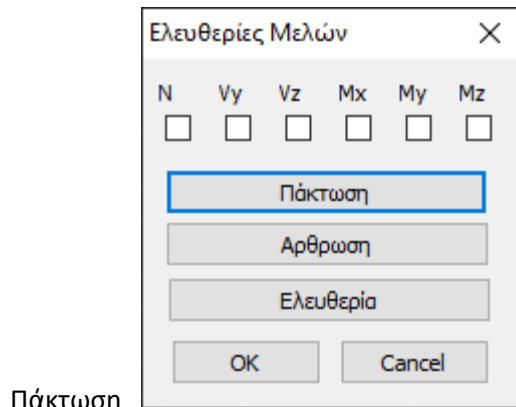 Ελευθερίες Μελών
N Vy Vz Mx My Mz
Πάκτωση
Αρθρωση
Ελευθερία
OK Cancel
Πάκτωση